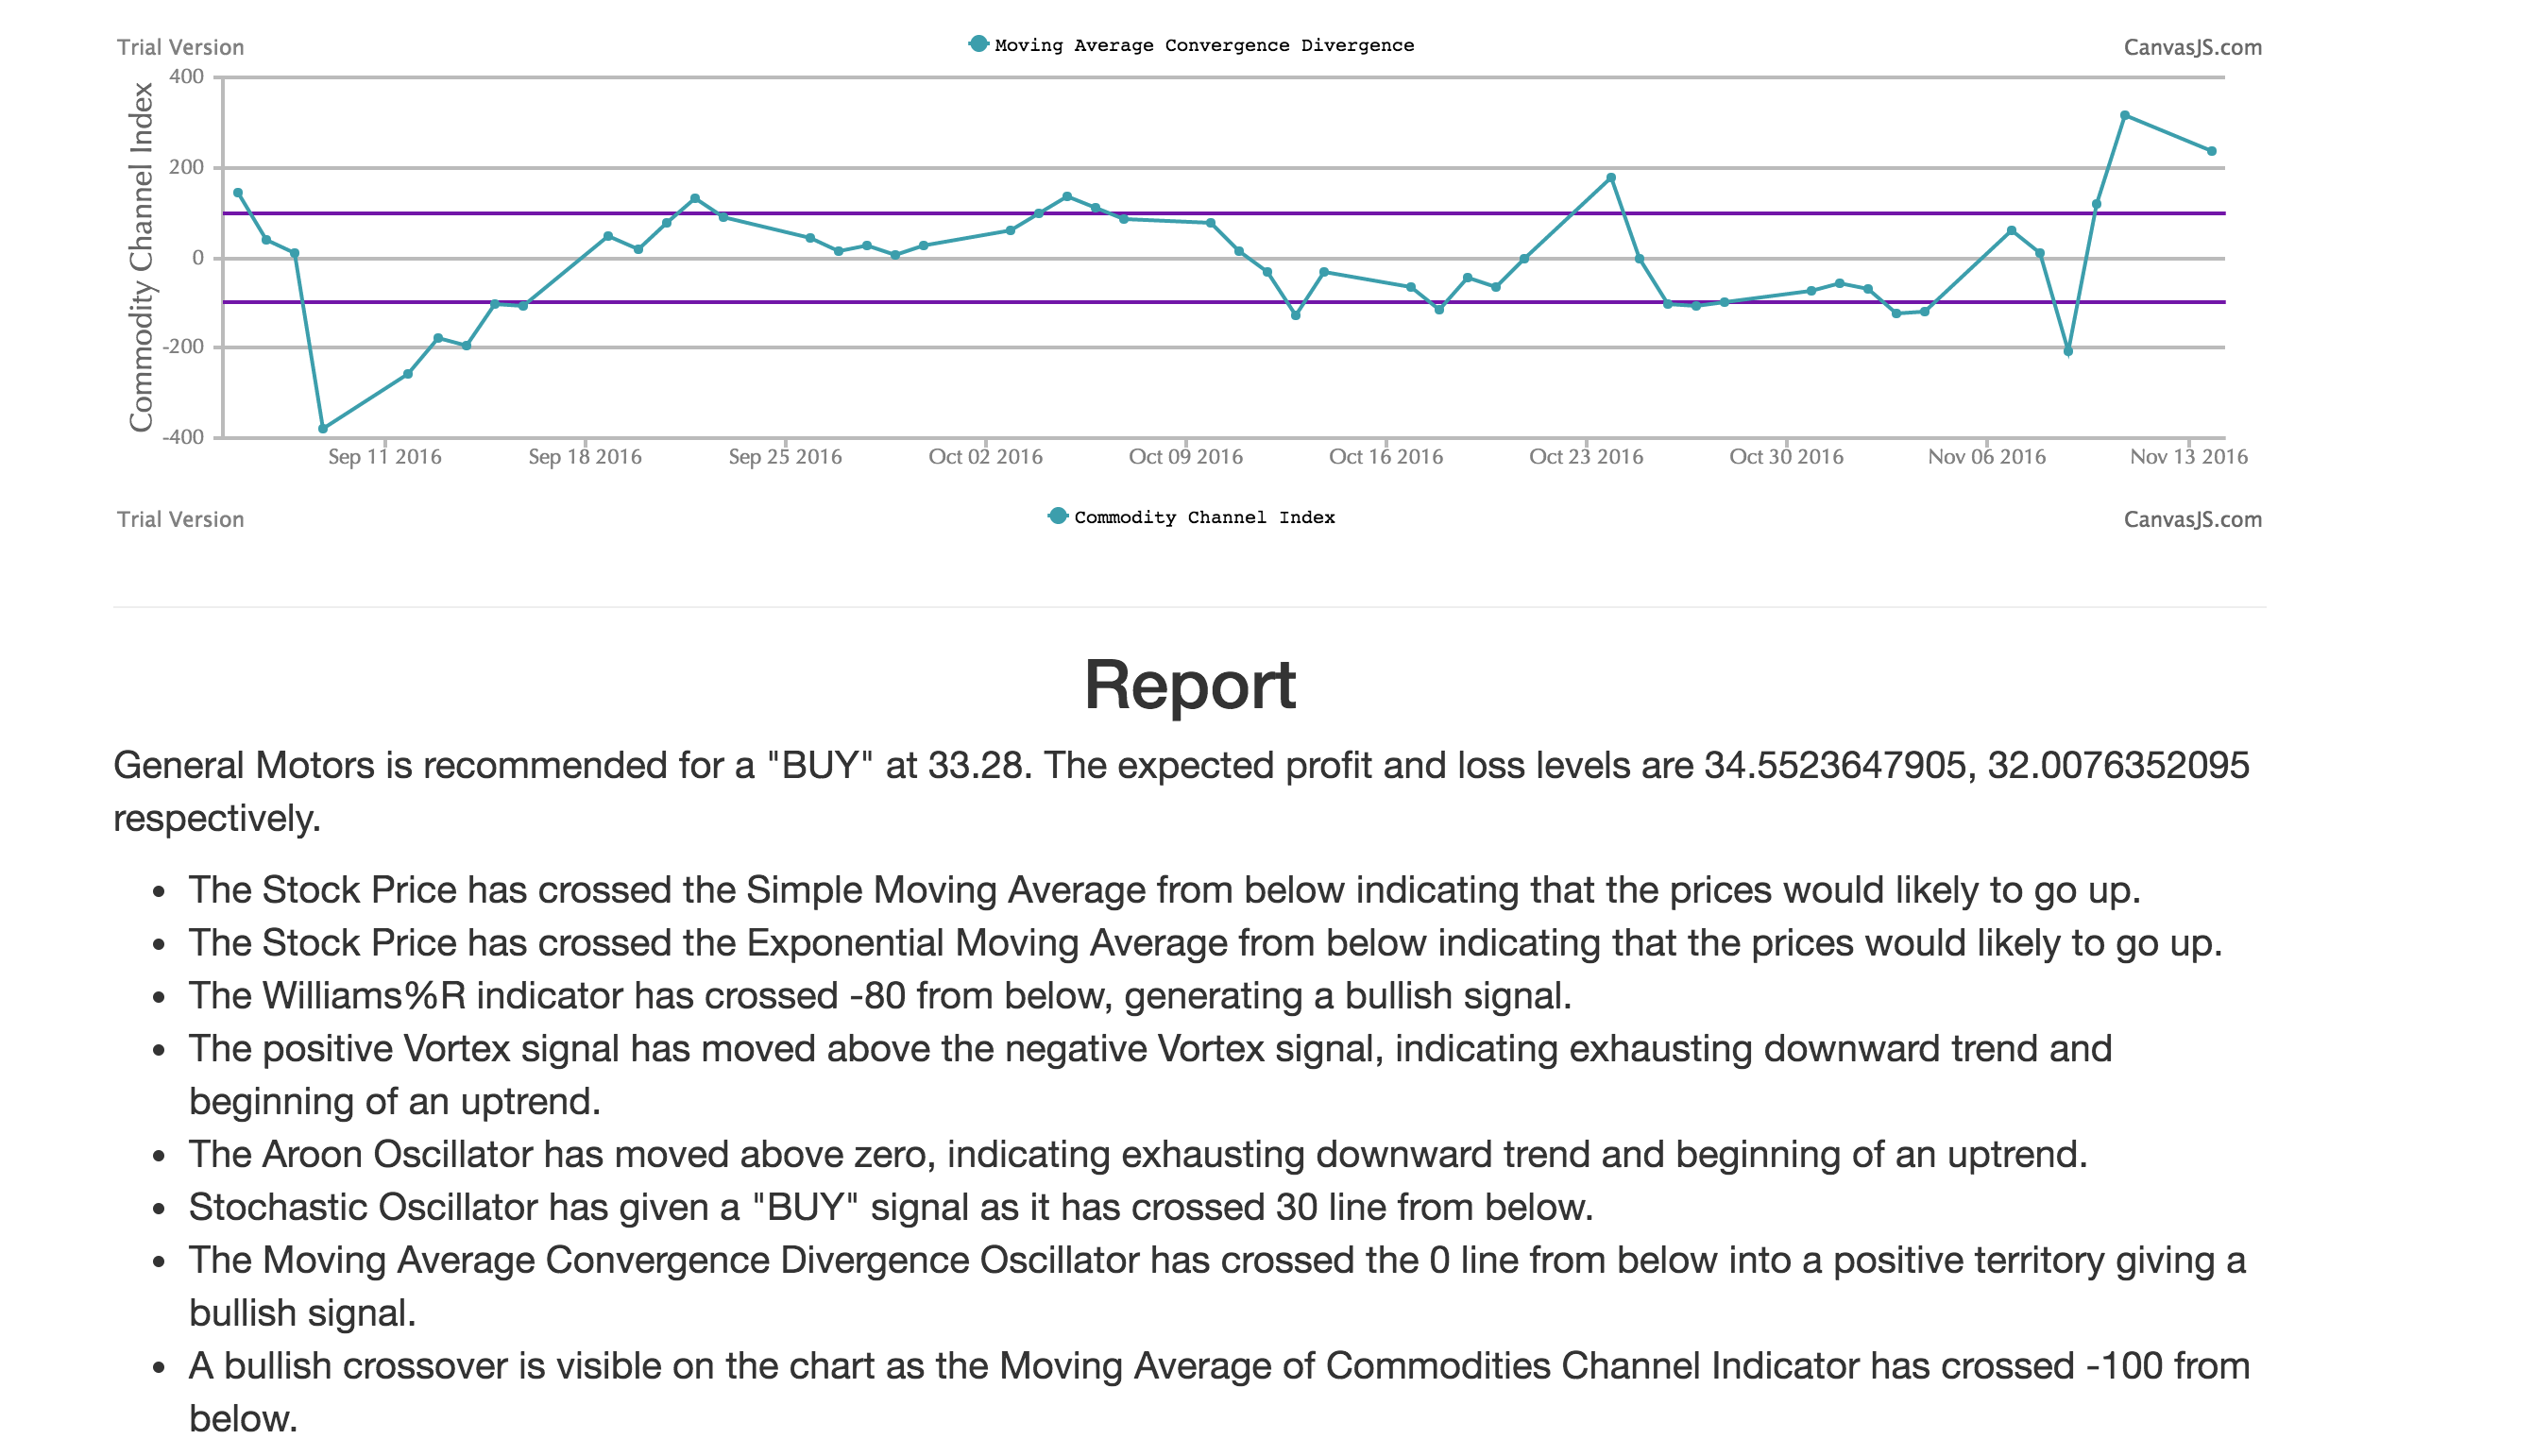 Trial Version
Moving Average Convergence Divergence
CanvasJS.com
Commodity Channel Index
400
200
0
-200
-400
Sep 11 2016
Sep 18 2016
Sep 25 2016
Oct 02 2016
Oct 09 2016
Oct 16 2016
Oct 23 2016
Oct 30 2016
Nov 06 2016
Nov 13 2016
Trial Version
Commodity Channel Index
CanvasJS.com
Report
General Motors is recommended for a "BUY" at 33.28. The expected profit and loss levels are 34.5523647905, 32.0076352095
respectively.
• The Stock Price has crossed the Simple Moving Average from below indicating that the prices would likely to go up.
• The Stock Price has crossed the Exponential Moving Average from below indicating that the prices would likely to go up.
• The Williams%R indicator has crossed -80 from below, generating a bullish signal.
• The positive Vortex signal has moved above the negative Vortex signal, indicating exhausting downward trend and
beginning of an uptrend.
• The Aroon Oscillator has moved above zero, indicating exhausting downward trend and beginning of an uptrend.
• Stochastic Oscillator has given a "BUY" signal as it has crossed 30 line from below.
• The Moving Average Convergence Divergence Oscillator has crossed the 0 line from below into a positive territory giving a
bullish signal.
• A bullish crossover is visible on the chart as the Moving Average of Commodities Channel Indicator has crossed -100 from
below.